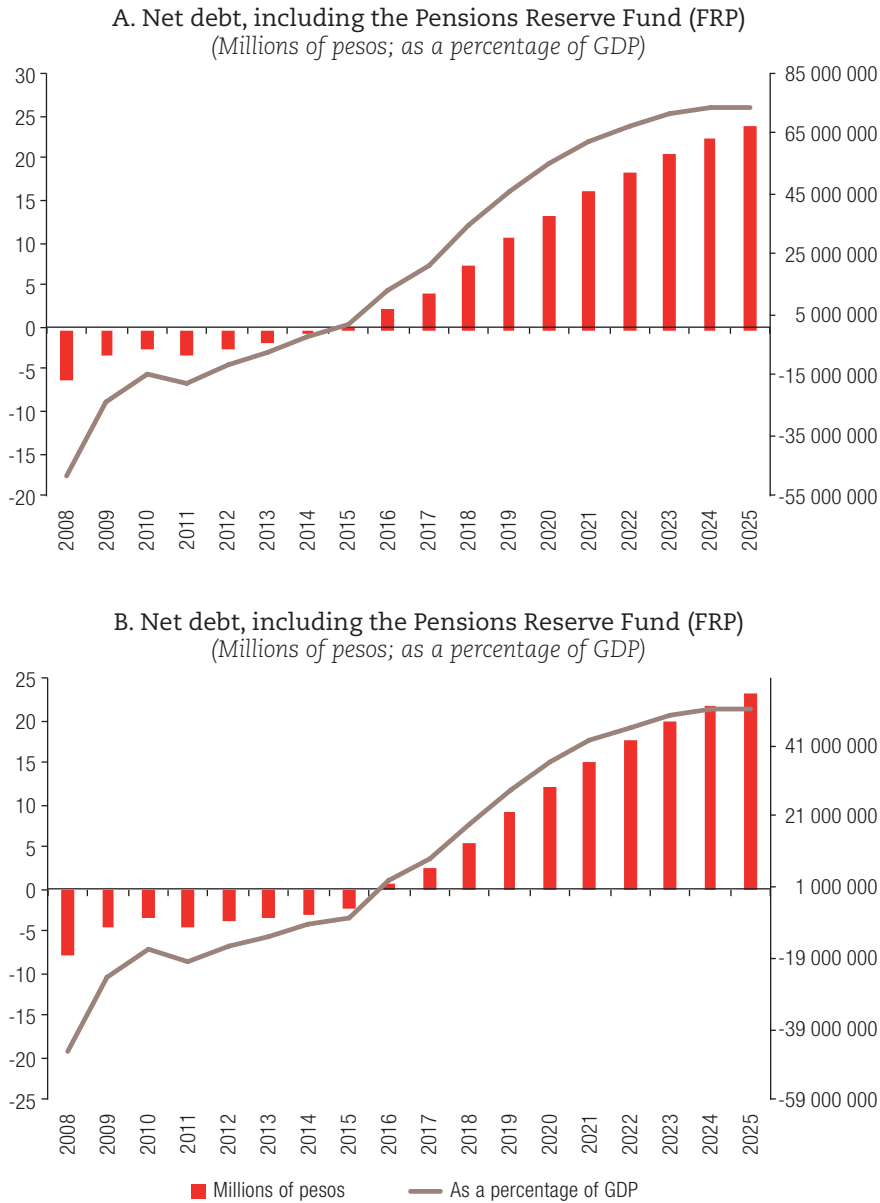 A. Net debt, including the Pensions Reserve Fund (FRP)
(Millions of pesos; as a percentage of GDP)
30
25
20
15
10
5
0
-5
-10
-15
-20
85 000 000
65 000 000
45 000 000
25 000 000
5 000 000
-15 000 000
-35 000 000
-55 000 000
2008
2009
2010
2011
2012
2013
2014
2015
2016
2017
2018
2019
2020
2021
2022
2023
2024
2025
B. Net debt, including the Pensions Reserve Fund (FRP)
(Millions of pesos; as a percentage of GDP)
25
20
15
10
5
0
-5
-10
-15
-20
-25
41 000 000
21 000 000
1 000 000
-19 000 000
-39 000 000
-59 000 000
2008
2009
2010
2011
2012
2013
2014
2015
2016
2017
2018
2019
2020
2021
2022
2023
2024
2025
Millions of pesos
As a percentage of GDP